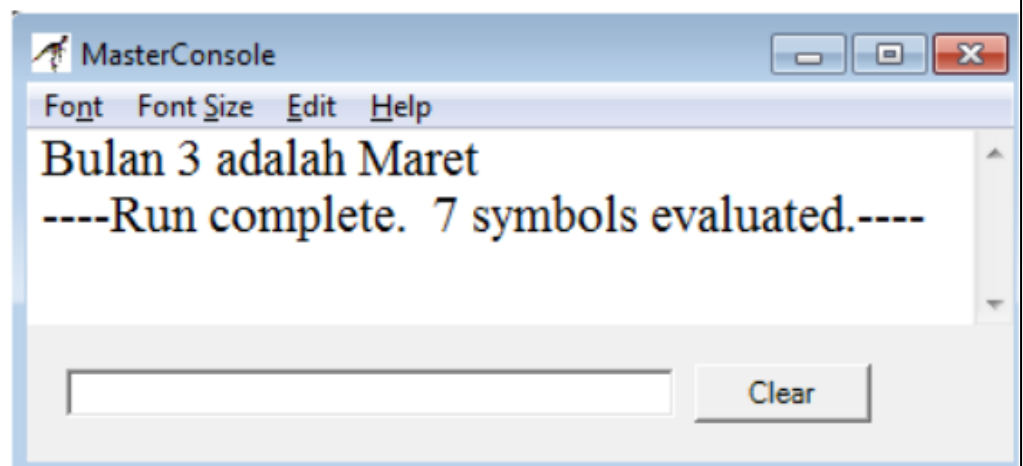 MasterConsole
Font Font Size Edit Help
Bulan 3 adalah Maret
----Run complete.  7 symbols evaluated.----
Clear